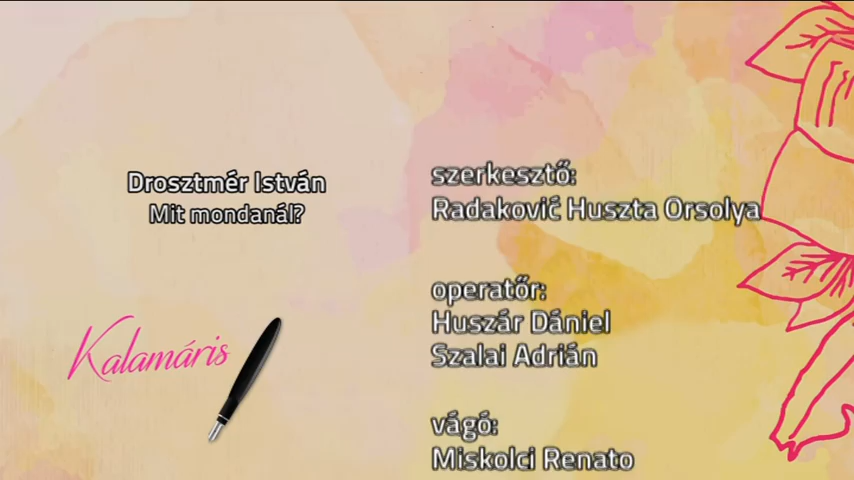 Drosztmér István
Mit mondanál?
Kalamáris
szerkesztő:
Radaković Huszta Orsolya
operatőr:
Huszár Dániel
Szalai Adrián
vágó:
Miskolci Renato